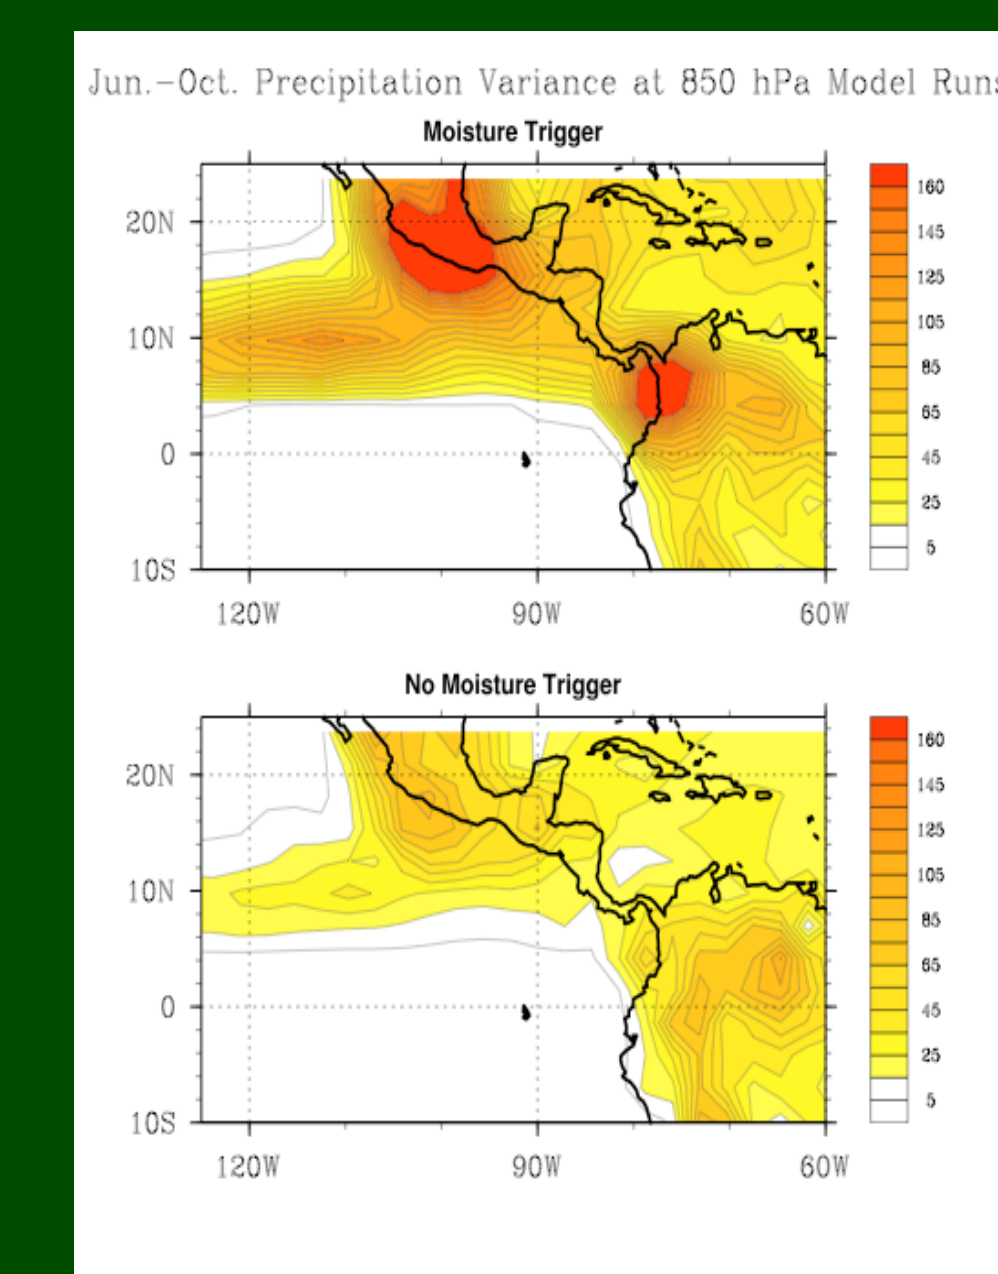 Jun.-Oct. Precipitation Variance at 850 hPa Model Runs
Moisture Trigger
20N
10N
0
10S
120W 90W 60W
160
145
125
105
85
65
45
25
5
No Moisture Trigger
20N
10N
0
10S
120W 90W 60W
160
145
125
105
85
65
45
25
5